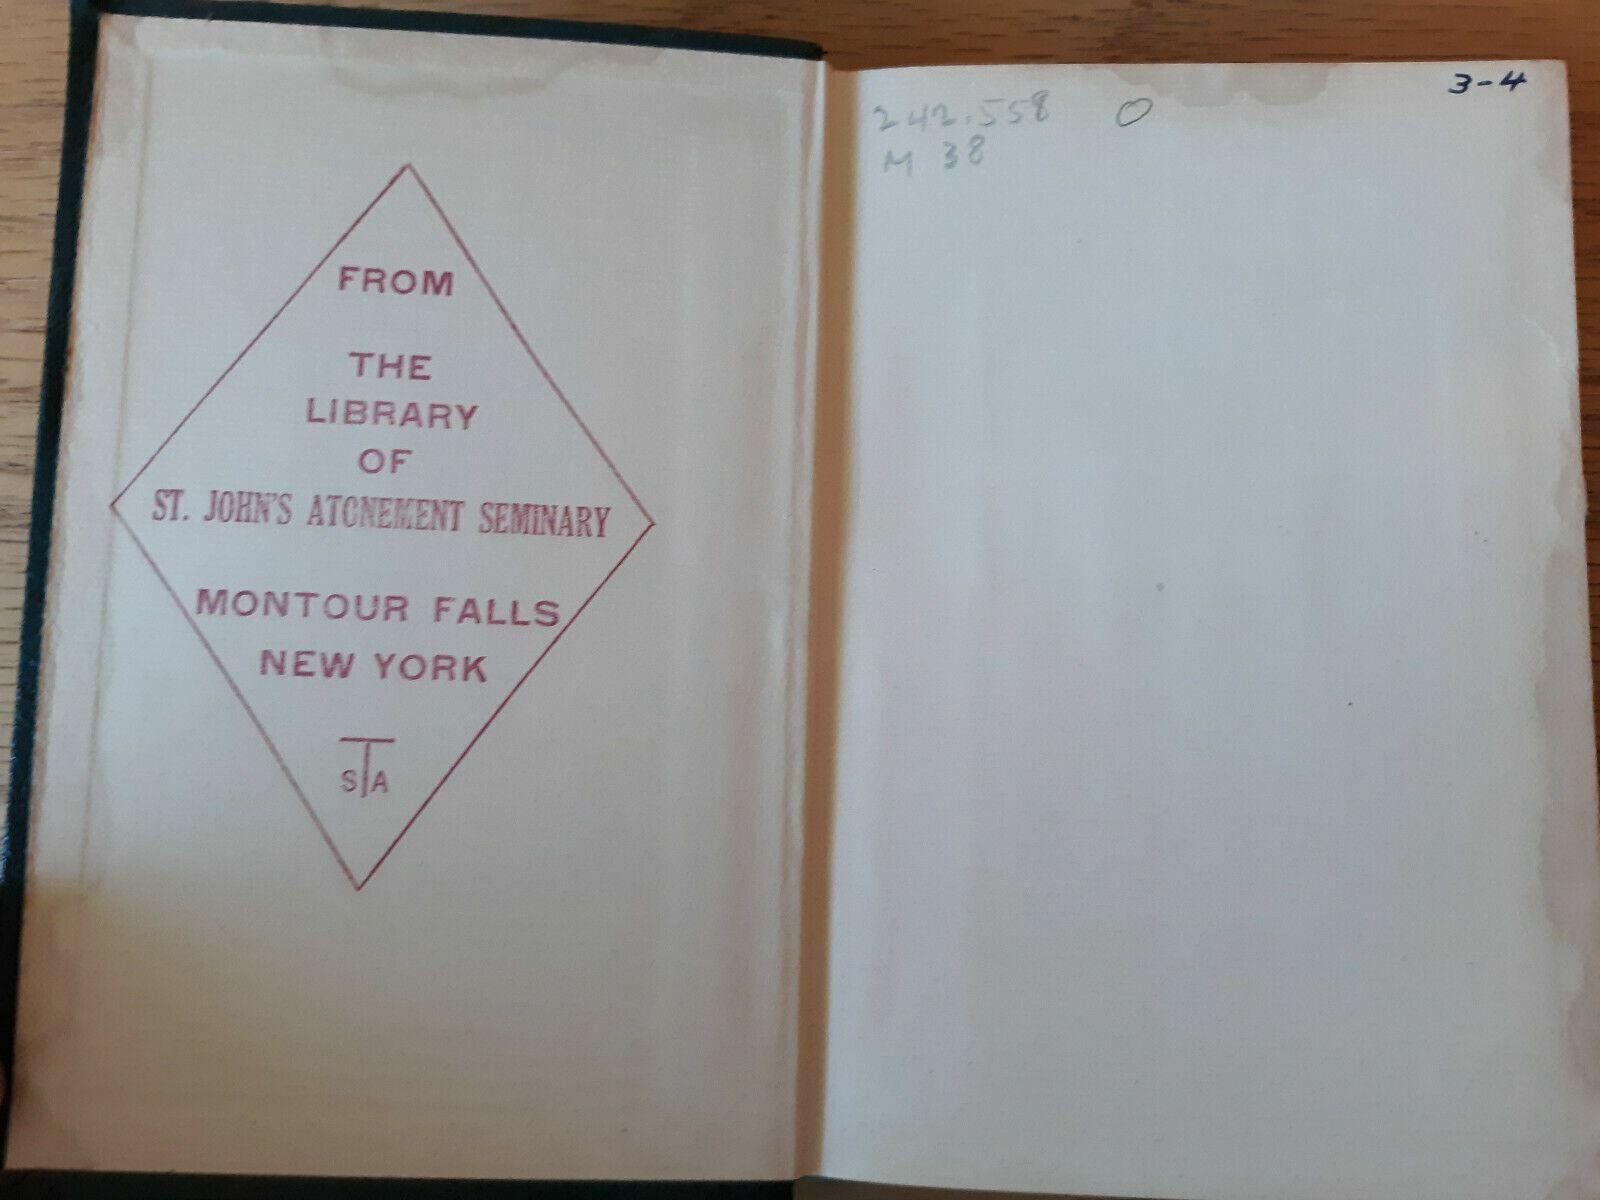 FROM
THE
LIBRARY
OF
ST. JOHN'S ATONEMENT SEMINARY
MONTOUR FALLS
NEW YORK
STA
3-4
242.558 O
M 38